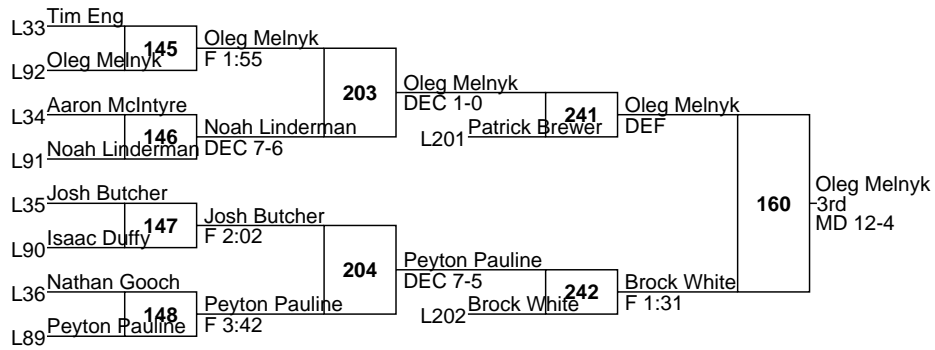 L33 Tim Eng
145
L92 Oleg Melnyk
Oleg Melnyk
F 1:55
203
L34 Aaron McIntyre
146
L91 Noah Linderman
Noah Linderman
DEC 7-6
Oleg Melnyk
DEC 1-0
241
L201 Patrick Brewer
Oleg Melnyk
DEF
160
L35 Josh Butcher
147
L90 Isaac Duffy
Josh Butcher
F 2:02
204
L36 Nathan Gooch
148
L89 Peyton Pauline
Peyton Pauline
F 3:42
Peyton Pauline
DEC 7-5
242
L202 Brock White
Brock White
F 1:31
Oleg Melnyk
3rd
MD 12-4